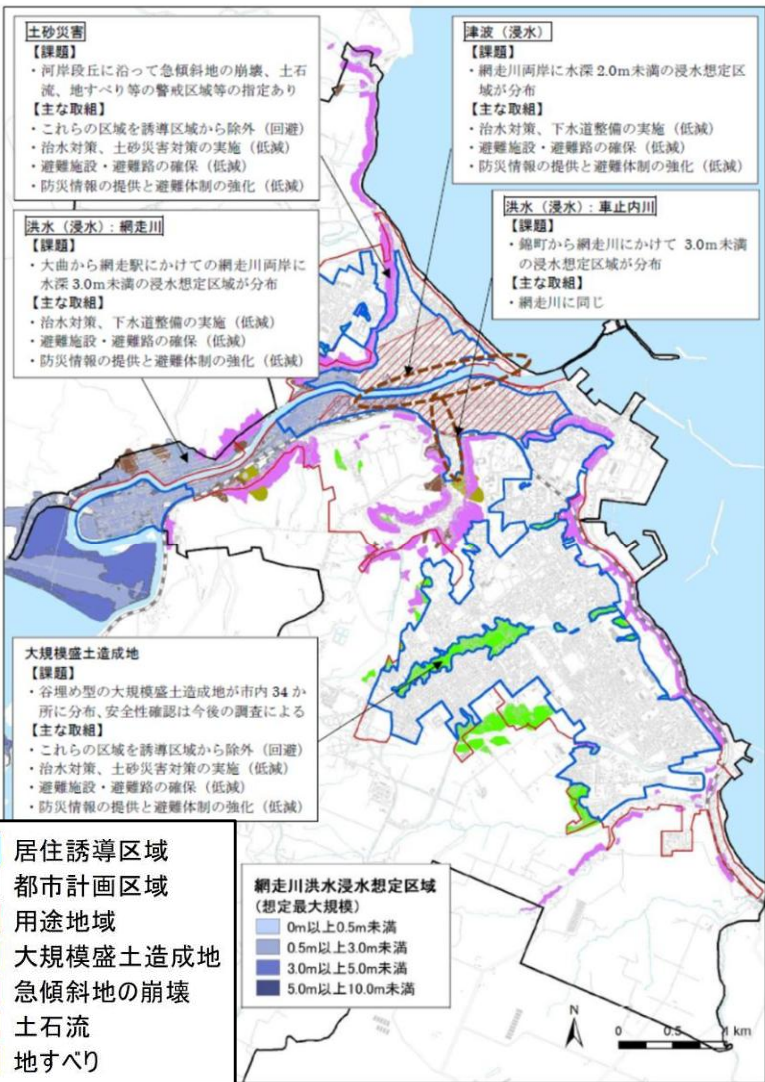 土砂災害
【課題】
・河岸段丘に沿って急傾斜地の崩壊、土石
流、地すべり等の警戒区域等の指定あり
【主な取組】
・これらの区域を誘導区域から除外（回避）
・治水対策、土砂災害対策の実施（低減）
・避難施設・避難路の確保（低減）
・防災情報の提供と避難体制の強化（低減）
津波（浸水）
【課題】
・網走川両岸に水深2.0m未満の浸水想定区
域が分布
【主な取組】
・治水対策、下水道整備の実施（低減）
・避難施設・避難路の確保（低減）
・防災情報の提供と避難体制の強化（低減）
洪水（浸水）：網走川
【課題】
・大曲から網走駅にかけての網走川両岸に
水深3.0m未満の浸水想定区域が分布
【主な取組】
・治水対策、下水道整備の実施（低減）
・避難施設・避難路の確保（低減）
・防災情報の提供と避難体制の強化（低減）
洪水（浸水）：車止内川
【課題】
・錦町から網走川にかけて 3.0m未満
の浸水想定区域が分布
【主な取組】
・網走川に同じ
大規模盛土造成地
【課題】
・谷埋め型の大規模盛土造成地が市内34か
所に分布、安全性確認は今後の調査による
【主な取組】
・これらの区域を誘導区域から除外（回避）
・治水対策、土砂災害対策の実施（低減）
・避難施設・避難路の確保（低減）
・防災情報の提供と避難体制の強化（低減）
居住誘導区域
都市計画区域
用途地域
大規模盛土造成地
急傾斜地の崩壊
土石流
地すべり
網走川洪水浸水想定区域
(想定最大規模)
0m以上0.5m未満
0.5m以上3.0m未満
3.0m以上5.0m未満
5.0m以上10.0m未満
N
0 0.5 1 km